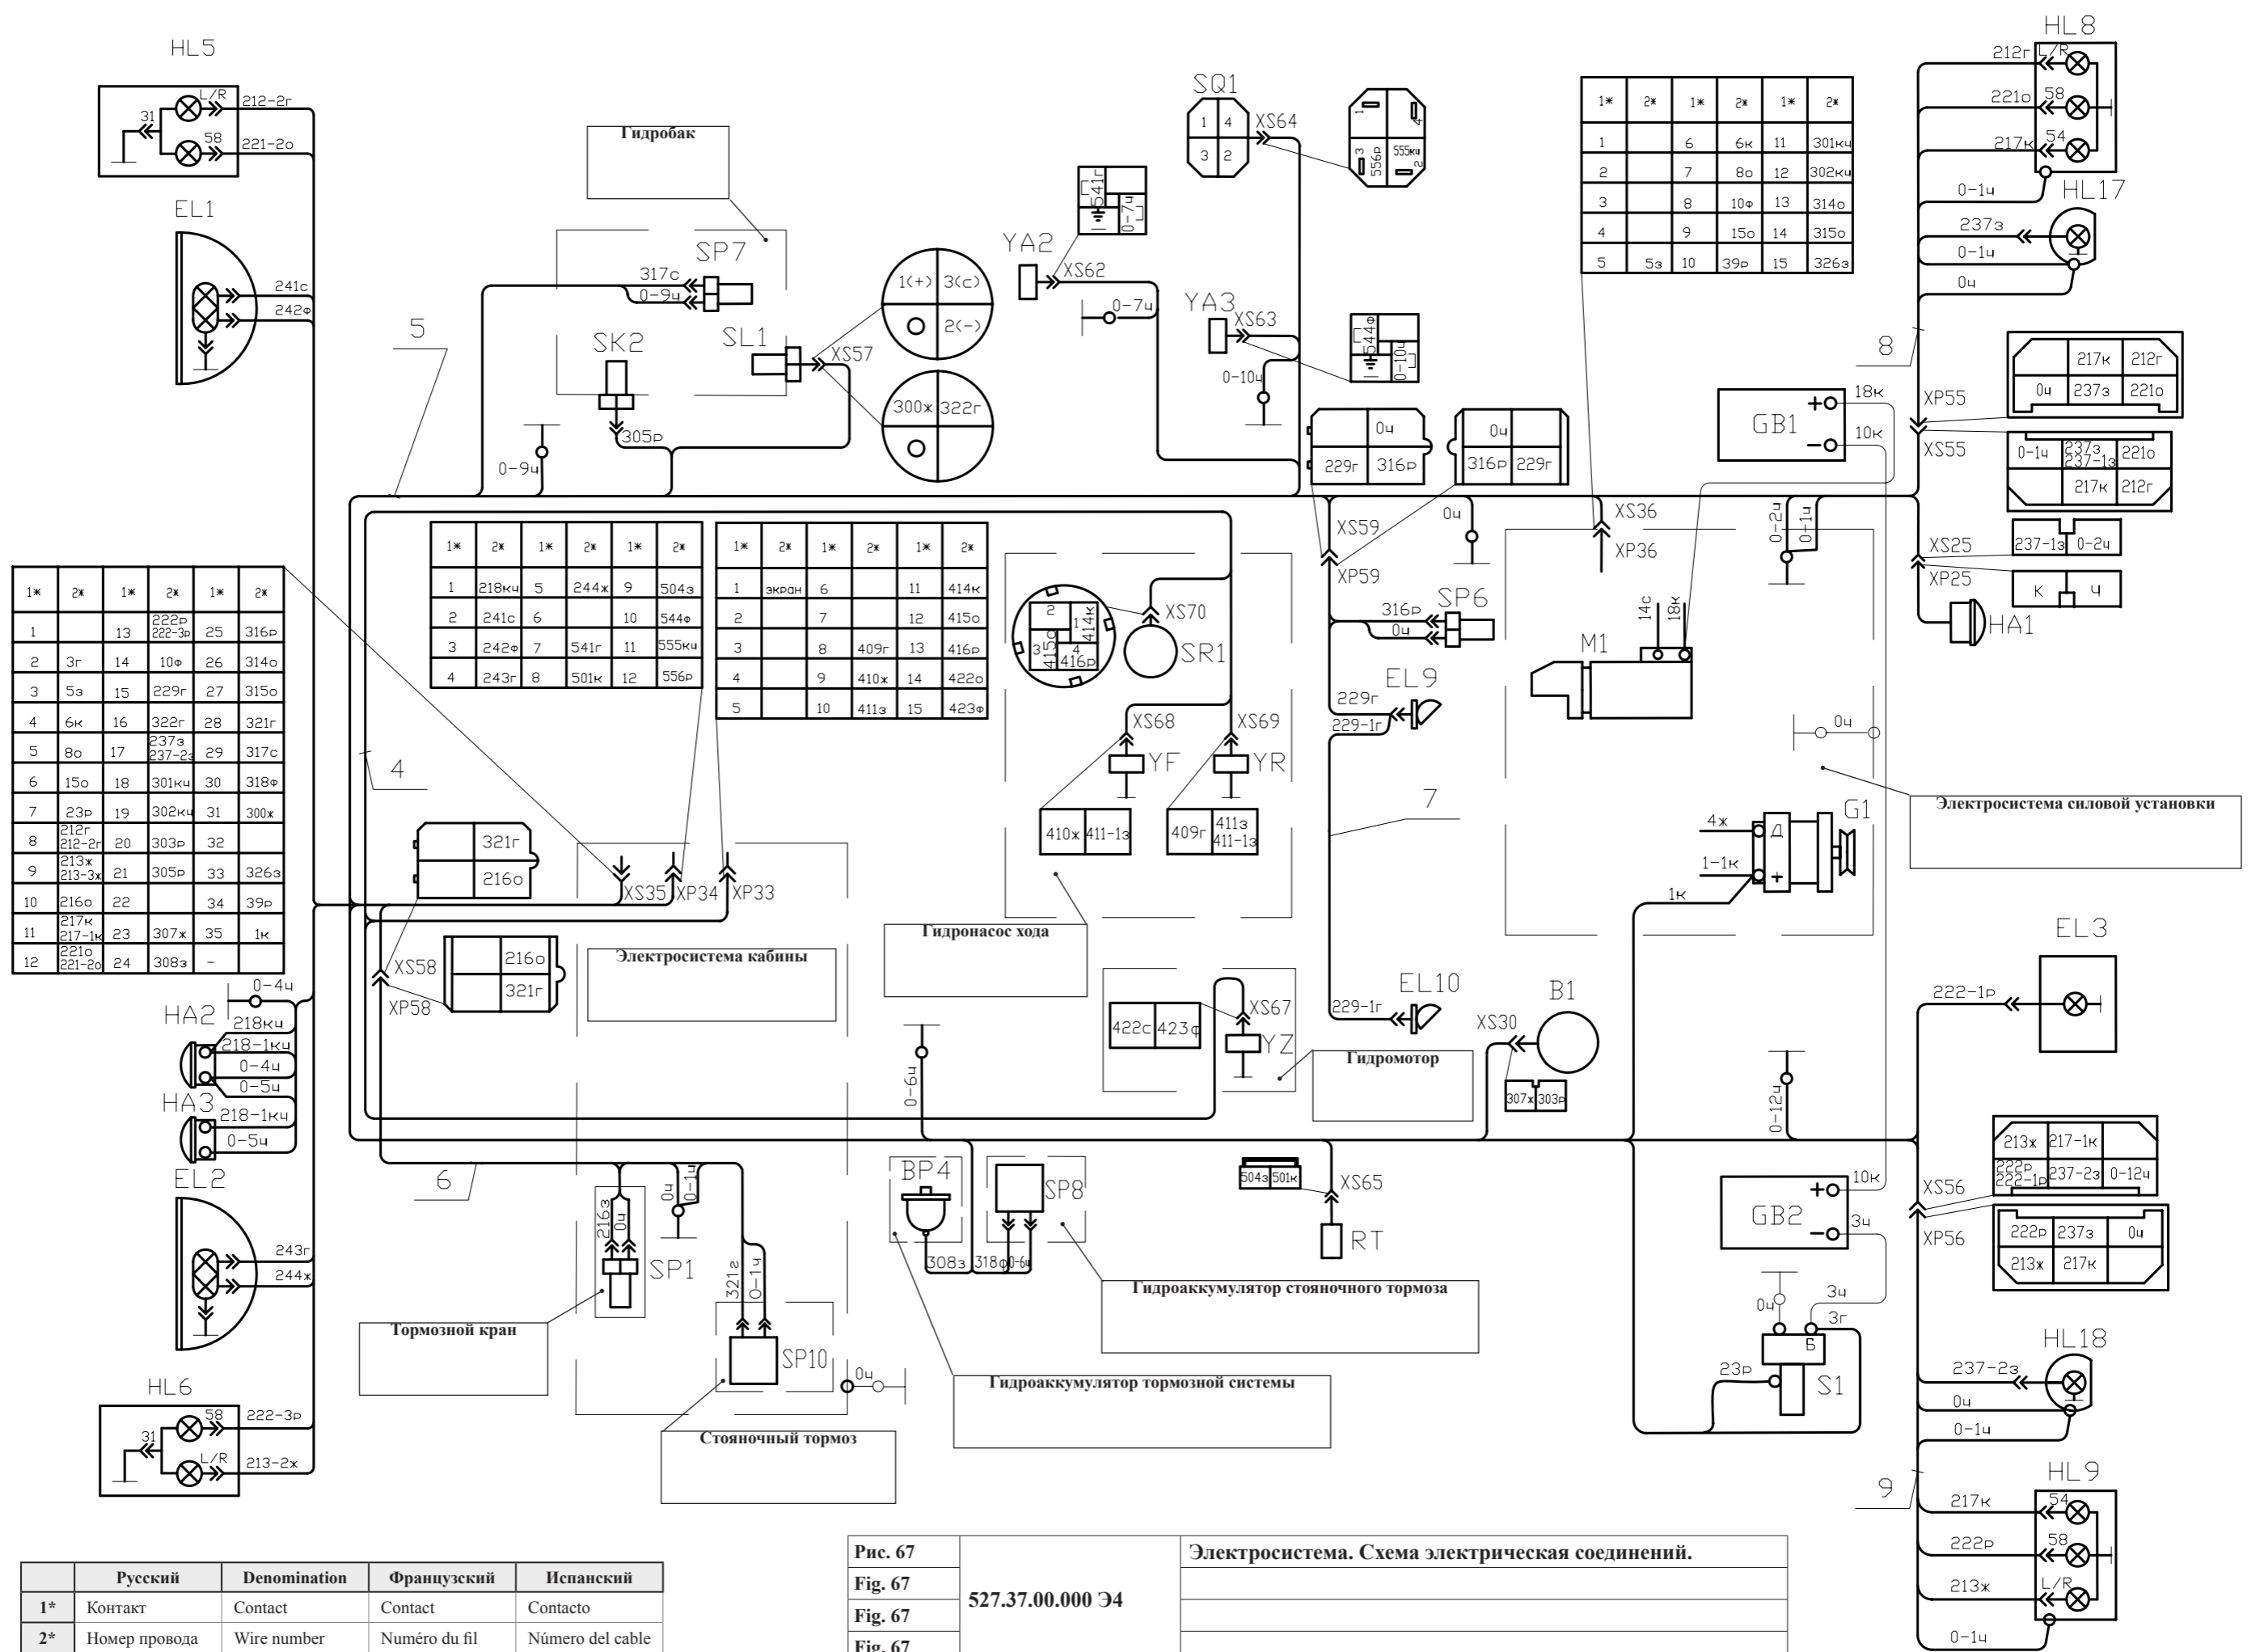 HL5
L/R
212-2г
31
58
221-2о
EL1
241с
242ф
Гидробак
SP7
317с
0-9ч
SK2
SL1
XS57
305р
0-9ч
1(+) 3(с)
2(-)
300ж 322г
5
YA2
XS62
541г
0-7ч
0-7ч
SQ1
1 4
3 2
XS64
1 4
3 556р 555кч 2
YA3
XS63
544ф
0-10ч
0-10ч
1* 2* 1* 2* 1* 2*
1 6 6к 11 301кч
2 7 8о 12 302кч
3 8 10ф 13 314о
4 9 15о 14 315о
5 5з 10 39р 15 326з
HL8
212г L/R
221о 58
217к 54
0-1ч
HL17
237з
0-1ч
0ч
8
217к 212г
0ч 237з 221о
XP55
XS55
0-1ч 237з 237-1з 221о
217к 212г
XS25
237-1з 0-2ч
XP25
К Ч
HA1
GB1
+ 18к
− 10к
0ч
229г 316р
0ч
316р 229г
XS59
XP59
0ч
XS36
XP36
0-2ч
0-1ч
316р
0ч
SP6
EL9
229г
229-1г
7
EL10
229-1г
M1
14с
18к
0ч
Электросистема силовой установки
G1
4ж
Д
1-1к
+
1к
1* 2* 1* 2* 1* 2*
1 13 222р 222-3р 25 316р
2 3г 14 10ф 26 314о
3 5з 15 229г 27 315о
4 6к 16 322г 28 321г
5 8о 17 237з 237-2з 29 317с
6 15о 18 301кч 30 318ф
7 23р 19 302кч 31 300ж
8 212г 212-2г 20 303р 32
9 213ж 213-3ж 21 305р 33 326з
10 216о 22 34 39р
11 217к 217-1к 23 307ж 35 1к
12 221о 221-2о 24 308з –
1* 2* 1* 2* 1* 2*
1 218кч 5 244ж 9 504з
2 241с 6 10 544ф
3 242ф 7 541г 11 555кч
4 243г 8 501к 12 556р
1* 2* 1* 2* 1* 2*
1 экран 6 11 414к
2 7 12 415о
3 8 409г 13 416р
4 9 410ж 14 422о
5 10 411з 15 423ф
4
2
1 414к
3 415о
4 416р
XS70
SR1
XS68
YF
XS69
YR
410ж 411-1з
409г 411з 411-1з
Гидронасос хода
321г
216о
XS35 XP34 XP33
XS58
XP58
216о
321г
Электросистема кабины
0-4ч
HA2
218кч
218-1кч
0-4ч
0-5ч
HA3
218-1кч
0-5ч
EL2
243г
244ж
HL6
58
222-3р
31
L/R
213-2ж
6
422с 423ф
XS67
YZ
Гидромотор
XS30
B1
307ж 303р
0-6ч
0-12ч
216з
0ч
SP1
0ч
0-1ч
321г
0-1ч
SP10
0ч
Тормозной кран
Стояночный тормоз
BP4
SP8
308з
318ф
0-6ч
Гидроаккумулятор стояночного тормоза
Гидроаккумулятор тормозной системы
504з 501к
XS65
RT
EL3
222-1р
213ж 217-1к
222р 222-1р 237-2з 0-12ч
XS56
XP56
222р 237з 0ч
213ж 217к
GB2
+ 10к
− 3ч
0ч
3ч
3г
Б
23р
S1
HL18
237-2з
0ч
0-1ч
9
HL9
217к 54
222р 58
213ж L/R
0-1ч
Русский Denomination Французский Испанский
1* Контакт Contact Contact Contacto
2* Номер провода Wire number Numéro du fil Número del cable
Рис. 67
Fig. 67
Fig. 67
Fig. 67
527.37.00.000 Э4
Электросистема. Схема электрическая соединений.